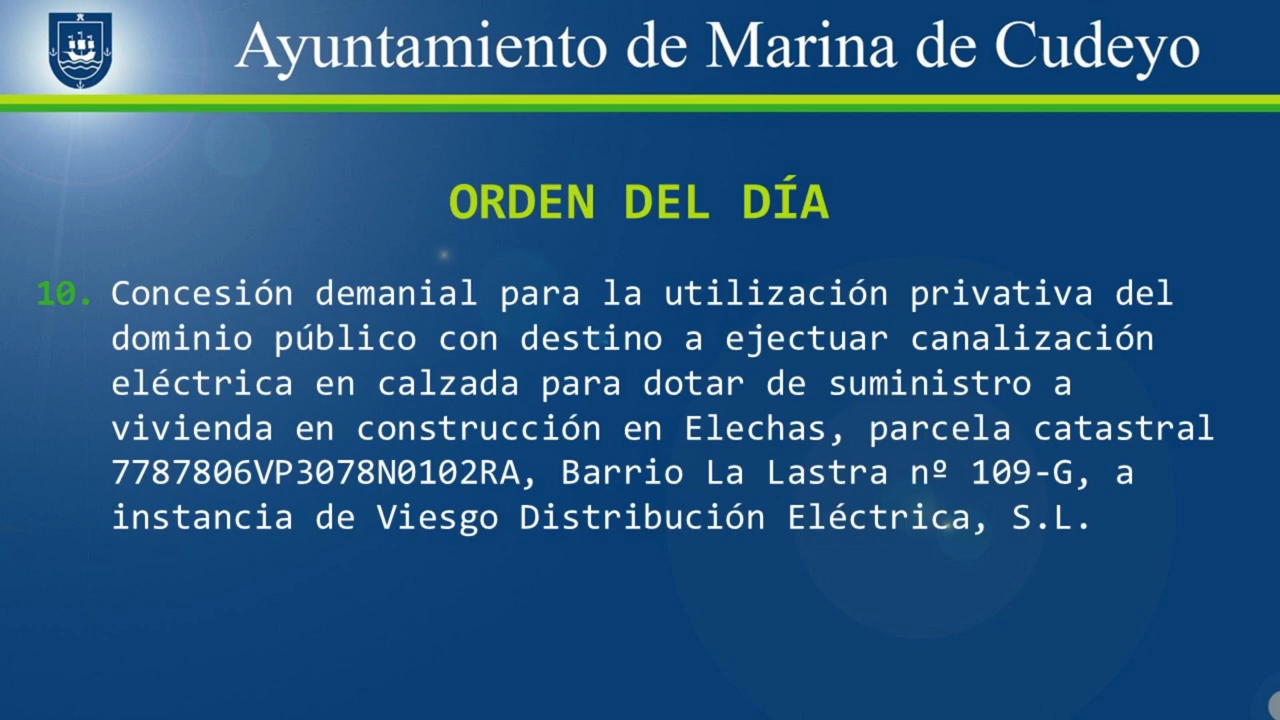 Ayuntamiento de Marina de Cudeyo
ORDEN DEL DÍA
10. Concesión demanial para la utilización privativa del
dominio público con destino a ejectuar canalización
eléctrica en calzada para dotar de suministro a
vivienda en construcción en Elechas, parcela catastral
7787806VP3078N0102RA, Barrio La Lastra nº 109-G, a
instancia de Viesgo Distribución Eléctrica, S.L.